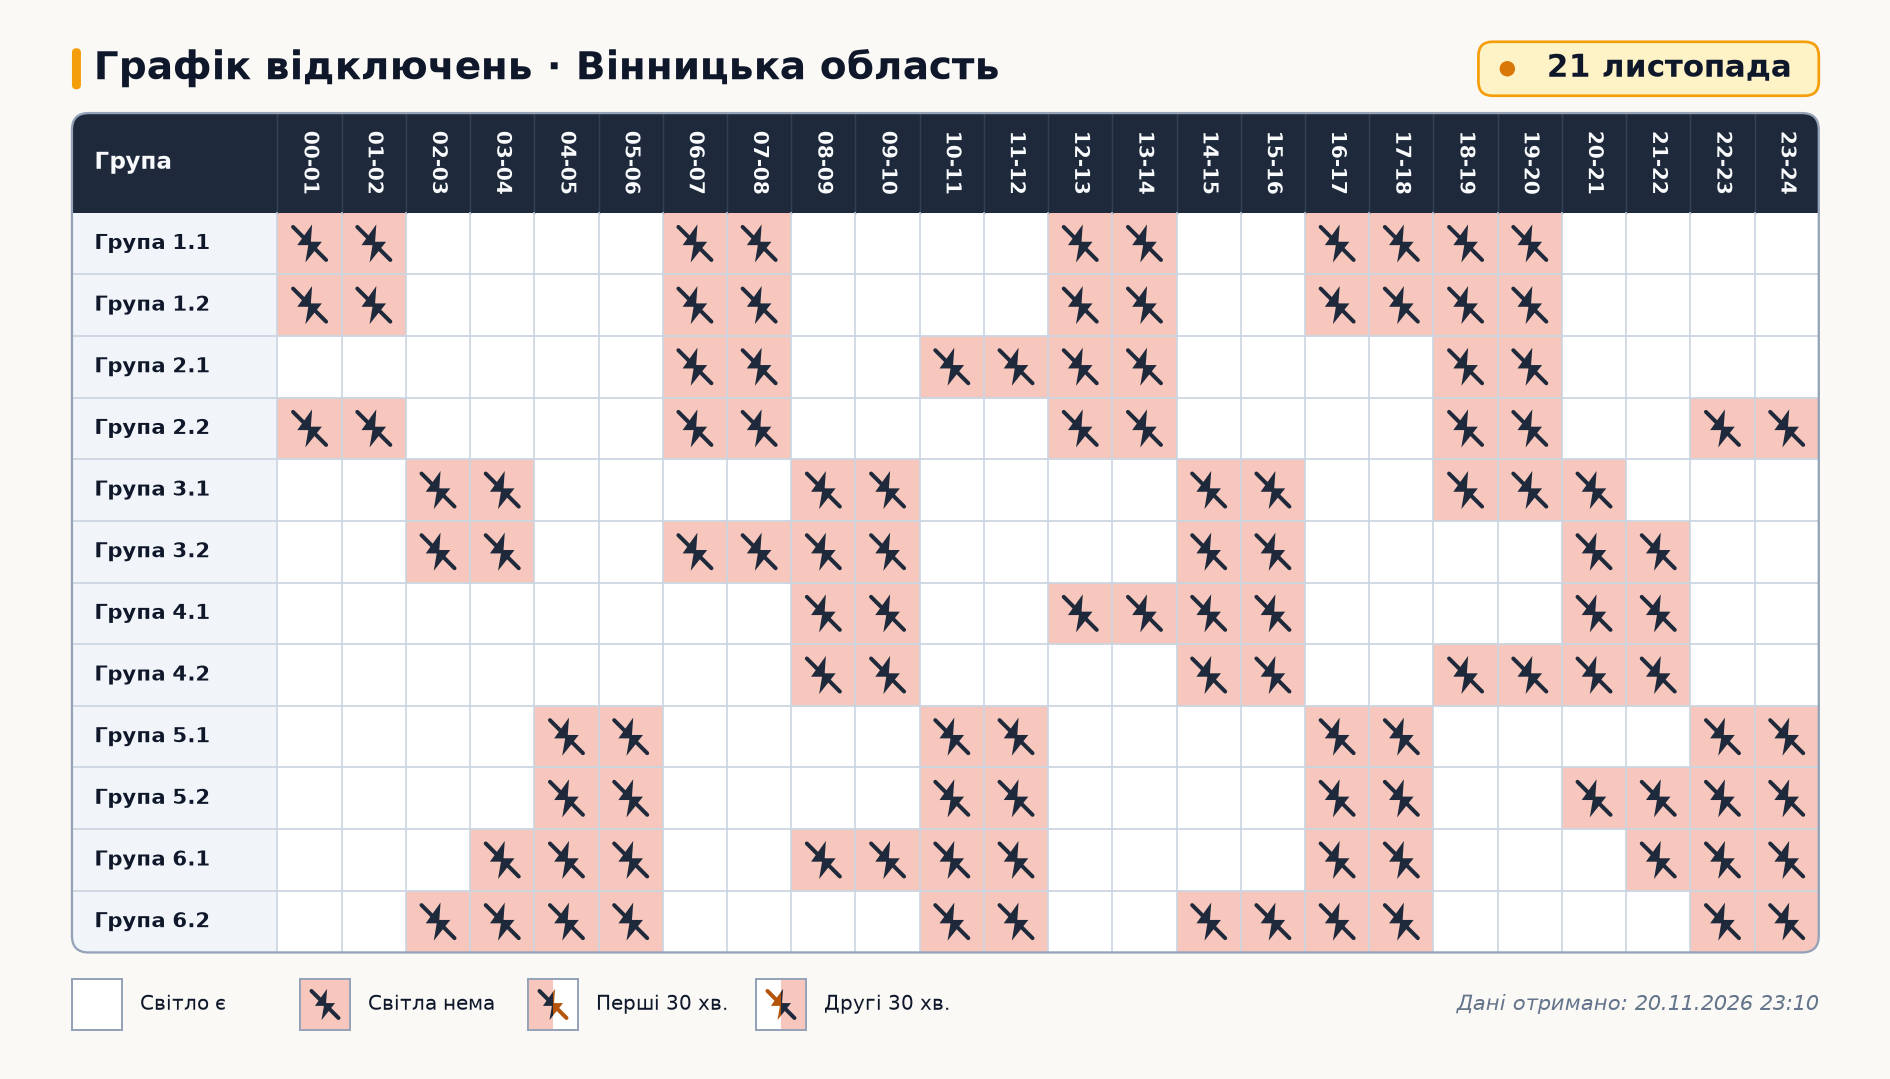 Графік відключень · Вінницька область
21 листопада
Група 00-01 01-02 02-03 03-04 04-05 05-06 06-07 07-08 08-09 09-10 10-11 11-12 12-13 13-14 14-15 15-16 16-17 17-18 18-19 19-20 20-21 21-22 22-23 23-24
Група 1.1
Група 1.2
Група 2.1
Група 2.2
Група 3.1
Група 3.2
Група 4.1
Група 4.2
Група 5.1
Група 5.2
Група 6.1
Група 6.2
Світло є Світла нема Перші 30 хв. Другі 30 хв. Дані отримано: 20.11.2026 23:10